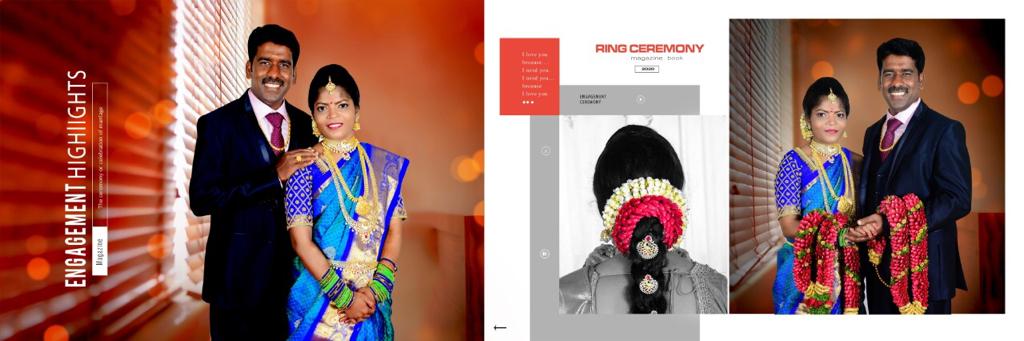 ENGAGEMENT HIGHLIGHTS
Magazine
The ceremony or celebration of marriage
I love you
because...
I need you.
I need you...
because
I love you
RING CEREMONY
magazine book
2020
ENGAGEMENT
CEREMONY